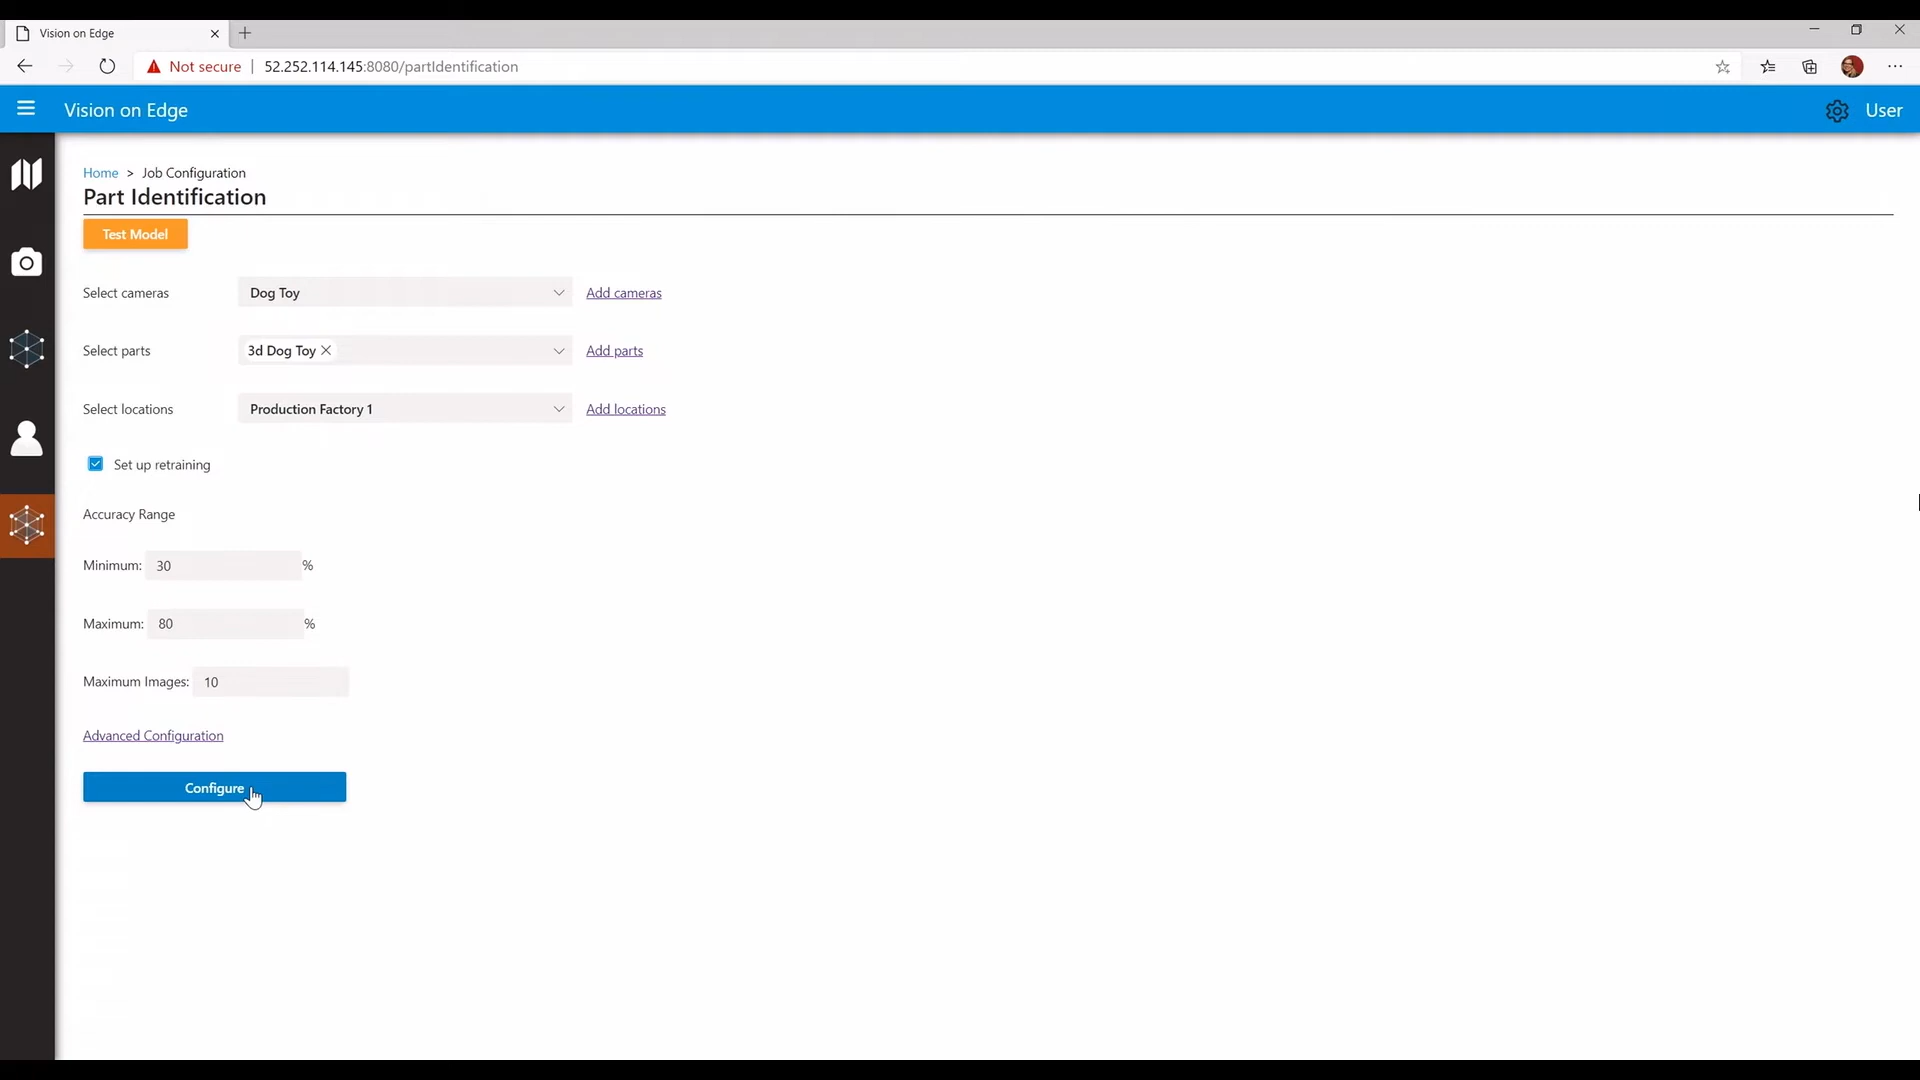 Vision on Edge
Not secure | 52.252.114.145:8080/partIdentification
Vision on Edge
User
Home > Job Configuration
Part Identification
Test Model
Select cameras Dog Toy Add cameras
Select parts 3d Dog Toy Add parts
Select locations Production Factory 1 Add locations
Set up retraining
Accuracy Range
Minimum: 30 %
Maximum: 80 %
Maximum Images: 10
Advanced Configuration
Configure